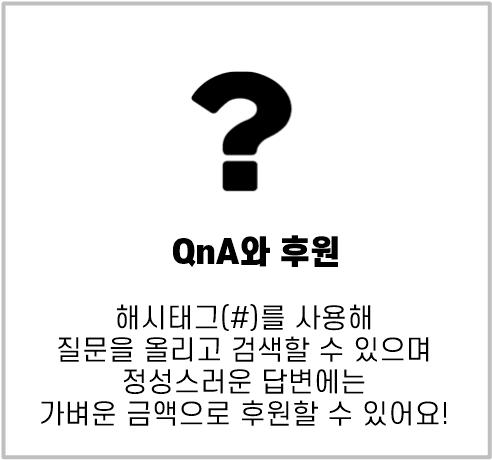 ?
QnA와 후원
해시태그(#)를 사용해
질문을 올리고 검색할 수 있으며
정성스러운 답변에는
가벼운 금액으로 후원할 수 있어요!